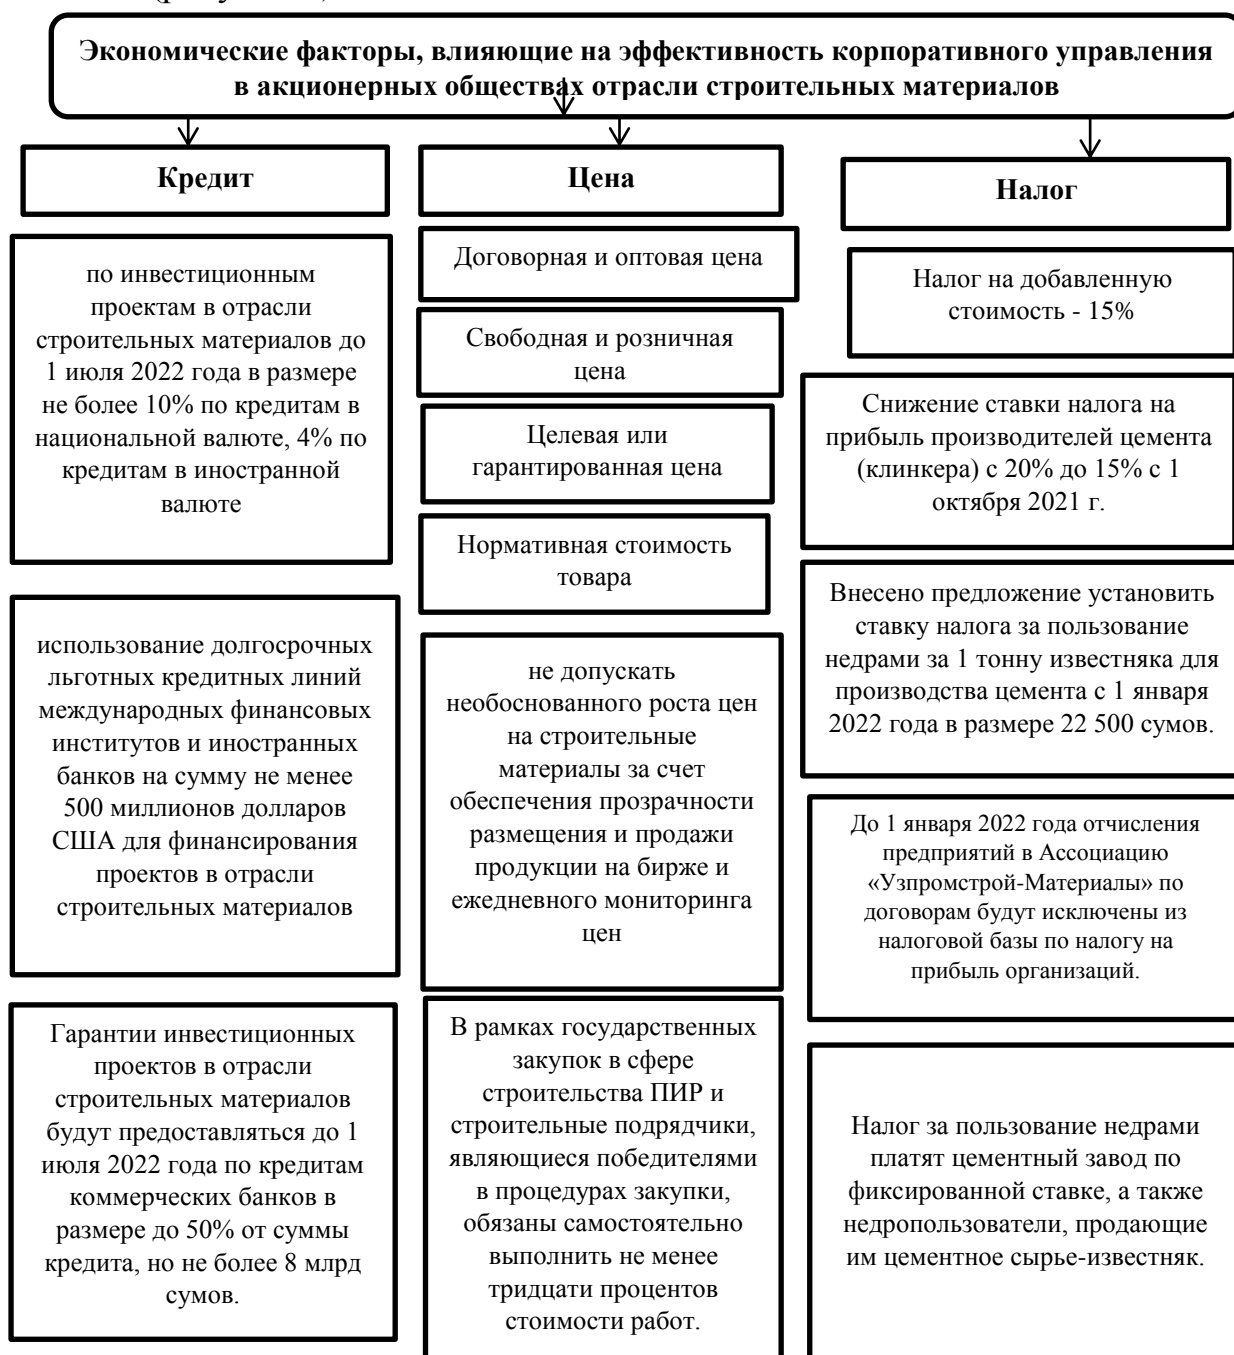 Экономические факторы, влияющие на эффективность корпоративного управления
в акционерных обществах отрасли строительных материалов
Кредит
по инвестиционным
проектам в отрасли
строительных материалов до
1 июля 2022 года в размере
не более 10% по кредитам в
национальной валюте, 4% по
кредитам в иностранной
валюте
использование долгосрочных
льготных кредитных линий
международных финансовых
институтов и иностранных
банков на сумму не менее
500 миллионов долларов
США для финансирования
проектов в отрасли
строительных материалов
Гарантии инвестиционных
проектов в отрасли
строительных материалов
будут предоставляться до 1
июля 2022 года по кредитам
коммерческих банков в
размере до 50% от суммы
кредита, но не более 8 млрд
сумов.
Цена
Договорная и оптовая цена
Свободная и розничная
цена
Целевая или
гарантированная цена
Нормативная стоимость
товара
не допускать
необоснованного роста цен
на строительные
материалы за счет
обеспечения прозрачности
размещения и продажи
продукции на бирже и
ежедневного мониторинга
цен
В рамках государственных
закупок в сфере
строительства ПИР и
строительные подрядчики,
являющиеся победителями
в процедурах закупки,
обязаны самостоятельно
выполнить не менее
тридцати процентов
стоимости работ.
Налог
Налог на добавленную
стоимость - 15%
Снижение ставки налога на
прибыль производителей цемента
(клинкера) с 20% до 15% с 1
октября 2021 г.
Внесено предложение установить
ставку налога за пользование
недрами за 1 тонну известняка для
производства цемента с 1 января
2022 года в размере 22 500 сумов.
До 1 января 2022 года отчисления
предприятий в Ассоциацию
«Узпромстрой-Материалы» по
договорам будут исключены из
налоговой базы по налогу на
прибыль организаций.
Налог за пользование недрами
платят цементный завод по
фиксированной ставке, а также
недропользователи, продающие
им цементное сырье-известняк.